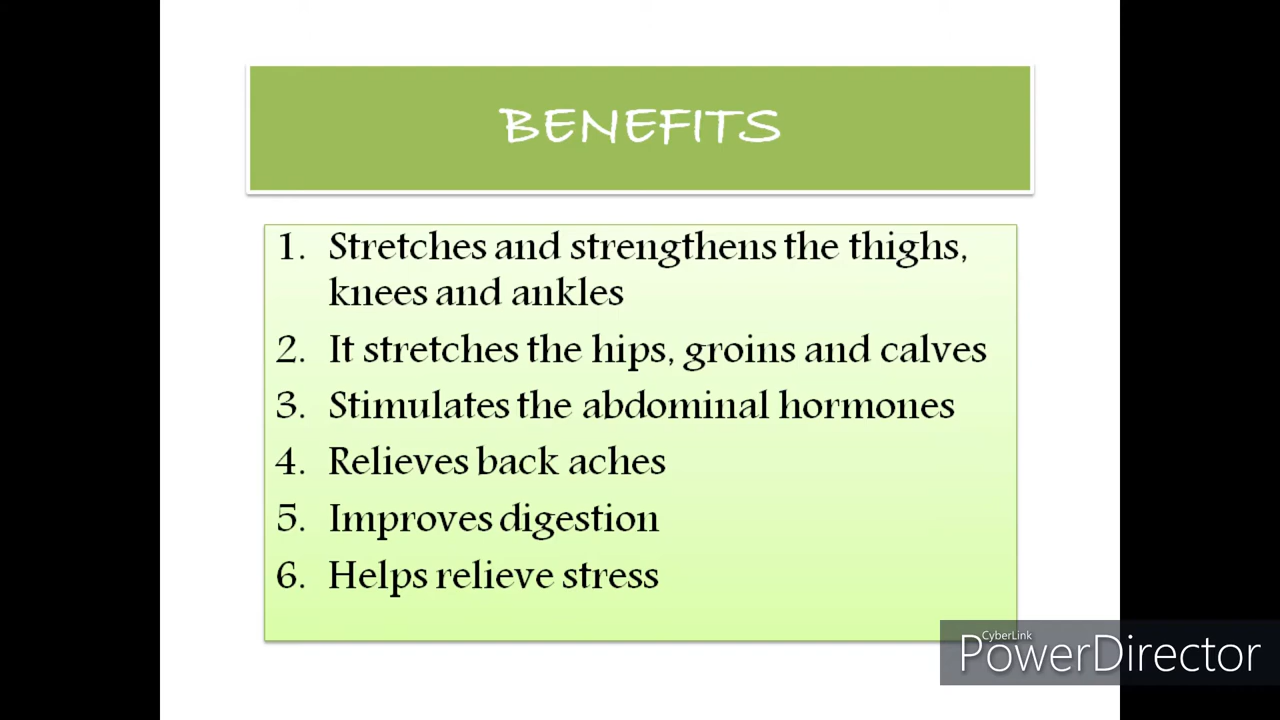 BENEFITS
1. Stretches and strengthens the thighs,
knees and ankles
2. It stretches the hips, groins and calves
3. Stimulates the abdominal hormones
4. Relieves back aches
5. Improves digestion
6. Helps relieve stress
CyberLink
PowerDirector